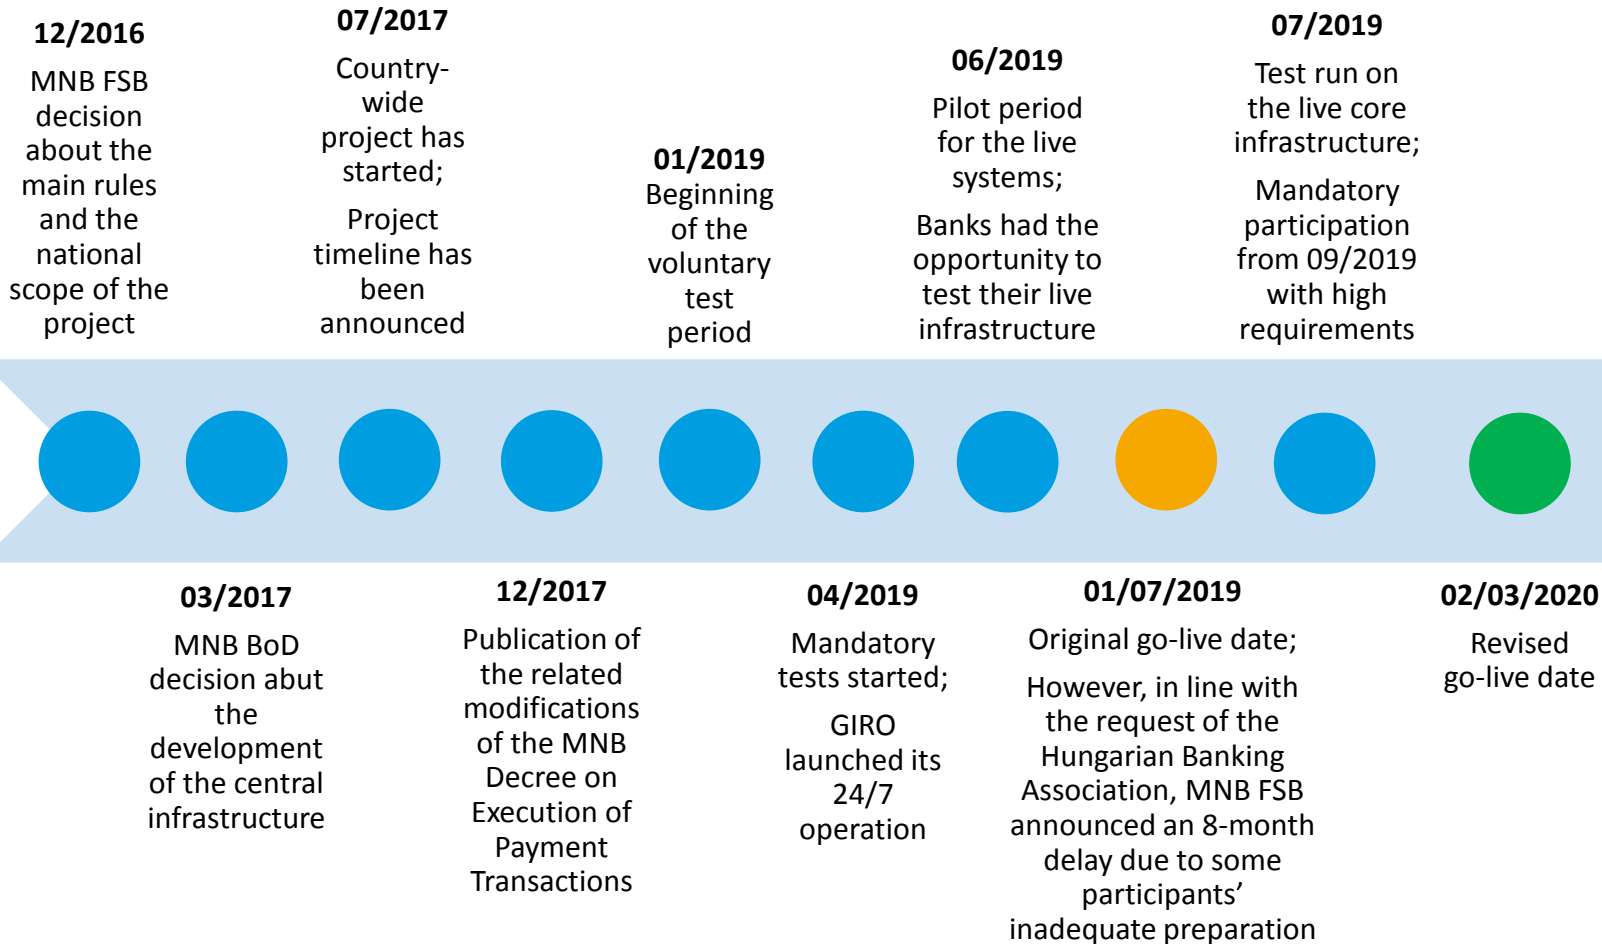 12/2016
MNB FSB
decision
about the
main rules
and the
national
scope of the
project
07/2017
Country-
wide
project has
started;
Project
timeline has
been
announced
01/2019
Beginning
of the
voluntary
test
period
06/2019
Pilot period
for the live
systems;
Banks had the
opportunity to
test their live
infrastructure
07/2019
Test run on
the live core
infrastructure;
Mandatory
participation
from 09/2019
with high
requirements
03/2017
MNB BoD
decision abut
the
development
of the central
infrastructure
12/2017
Publication of
the related
modifications
of the MNB
Decree on
Execution of
Payment
Transactions
04/2019
Mandatory
tests started;
GIRO
launched its
24/7
operation
01/07/2019
Original go-live date;
However, in line with
the request of the
Hungarian Banking
Association, MNB FSB
announced an 8-month
delay due to some
participants’
inadequate preparation
02/03/2020
Revised
go-live date